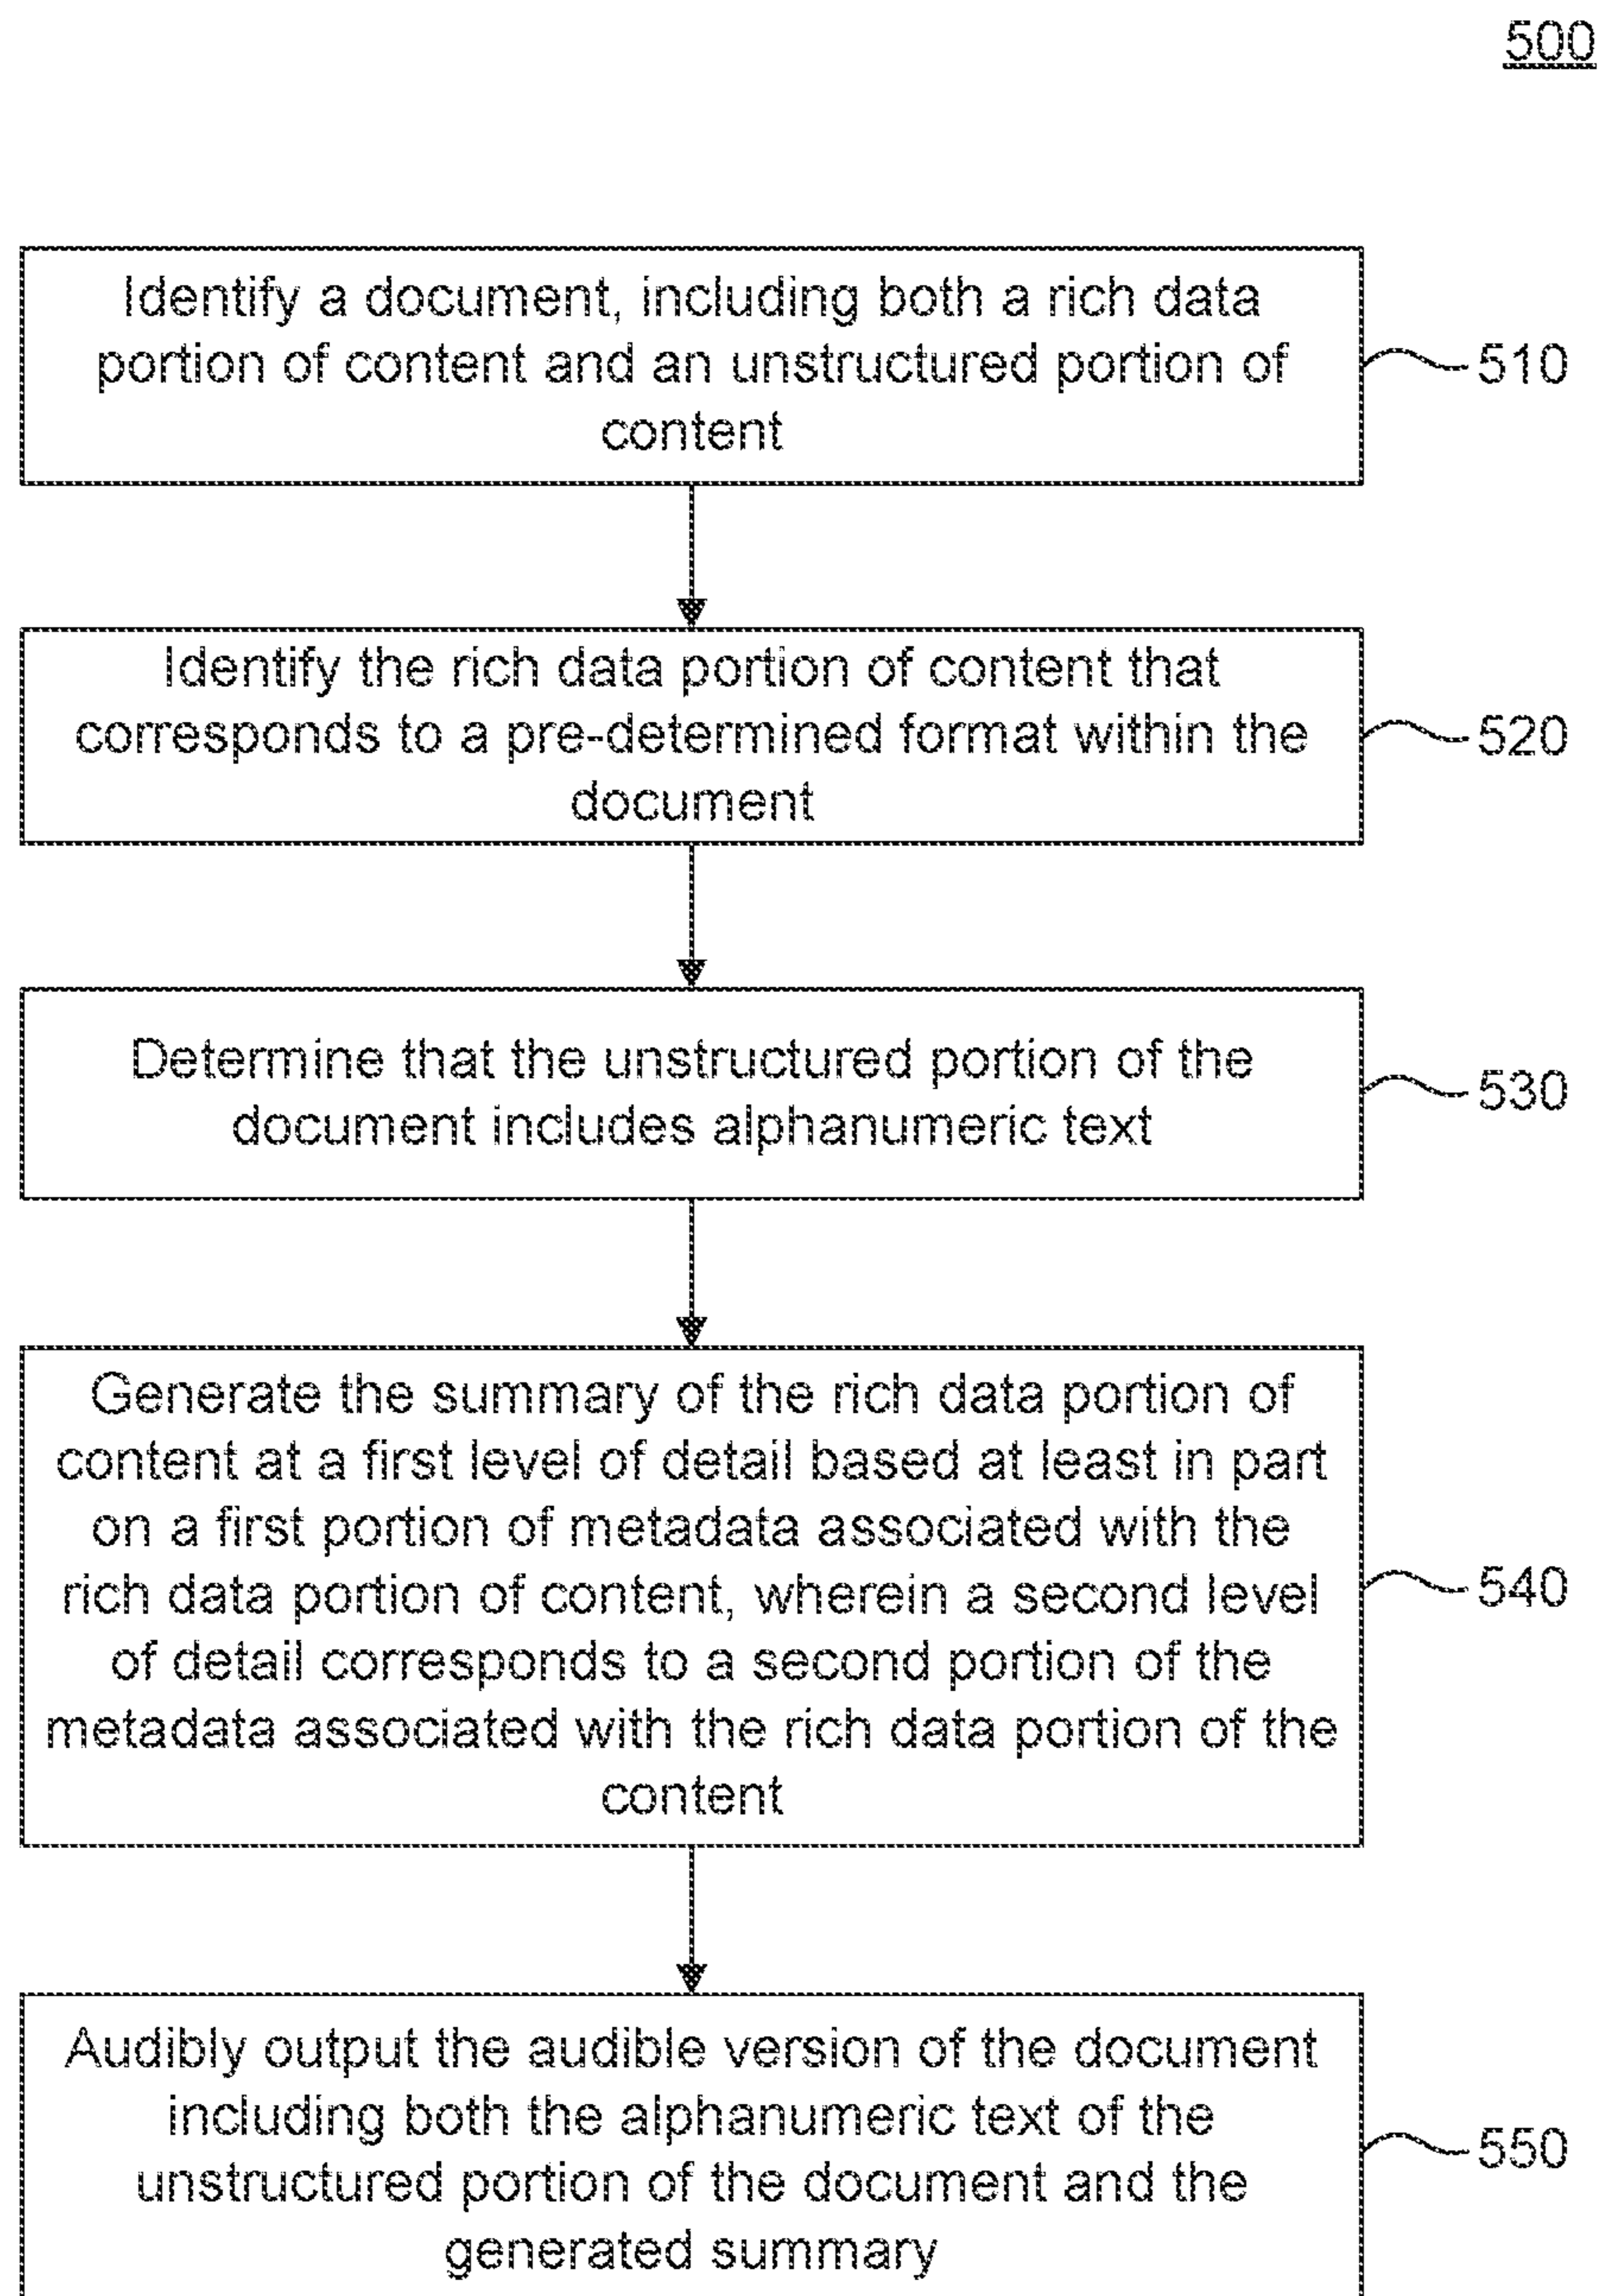 500
Identify a document, including both a rich data
portion of content and an unstructured portion of
content
510
Identify the rich data portion of content that
corresponds to a pre-determined format within the
document
520
Determine that the unstructured portion of the
document includes alphanumeric text
530
Generate the summary of the rich data portion of
content at a first level of detail based at least in part
on a first portion of metadata associated with the
rich data portion of content, wherein a second level
of detail corresponds to a second portion of the
metadata associated with the rich data portion of the
content
540
Audibly output the audible version of the document
including both the alphanumeric text of the
unstructured portion of the document and the
generated summary
550